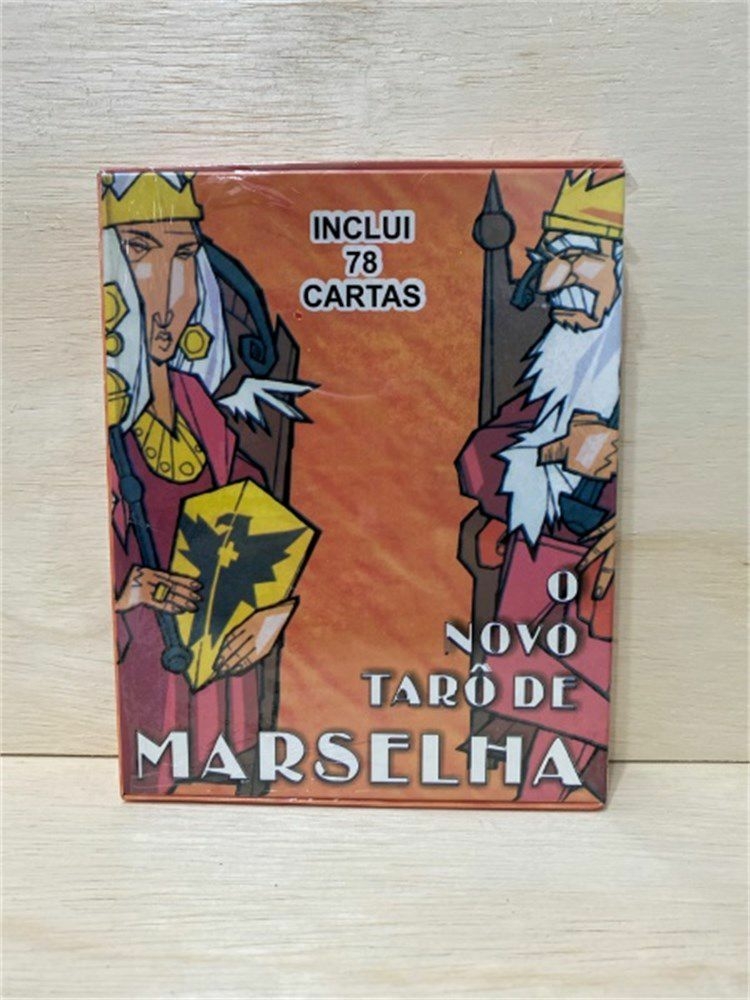 INCLUI
78
CARTAS
O
NOVO
TARÔ DE
MARSELHA